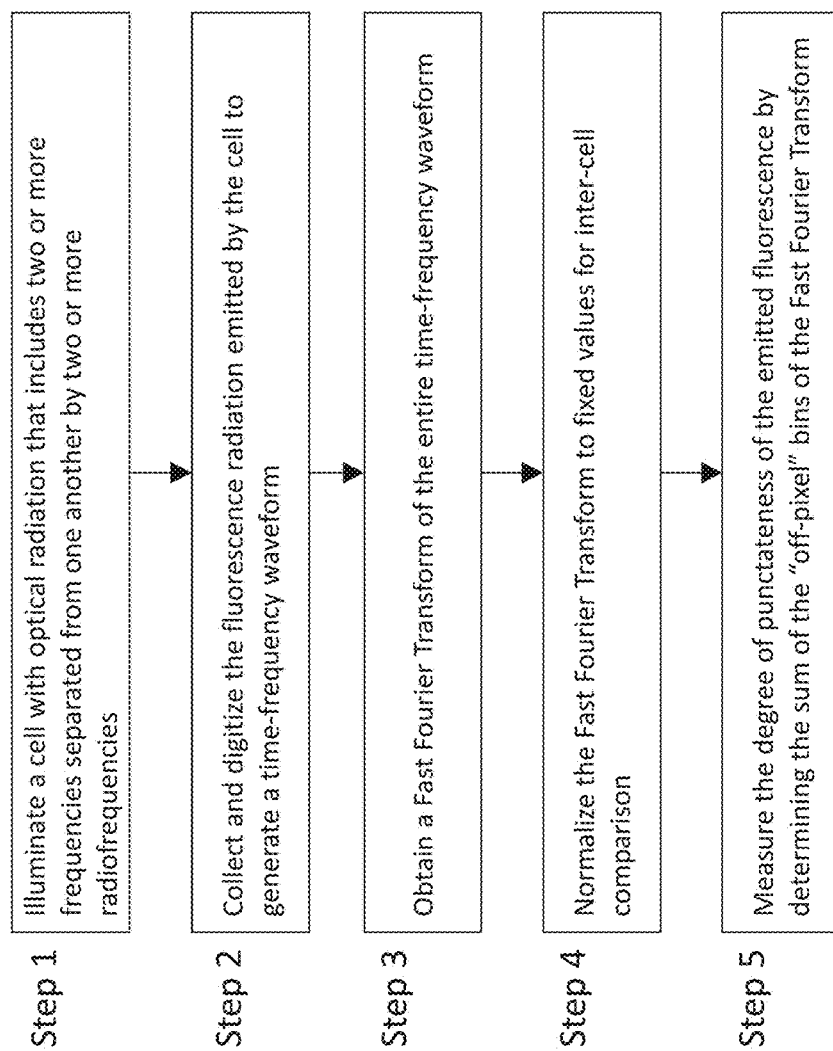 Step 1
Illuminate a cell with optical radiation that includes two or more
frequencies separated from one another by two or more
radiofrequencies
Step 2
Collect and digitize the fluorescence radiation emitted by the cell to
generate a time-frequency waveform
Step 3
Obtain a Fast Fourier Transform of the entire time-frequency waveform
Step 4
Normalize the Fast Fourier Transform to fixed values for inter-cell
comparison
Step 5
Measure the degree of punctateness of the emitted fluorescence by
determining the sum of the "off-pixel" bins of the Fast Fourier Transform